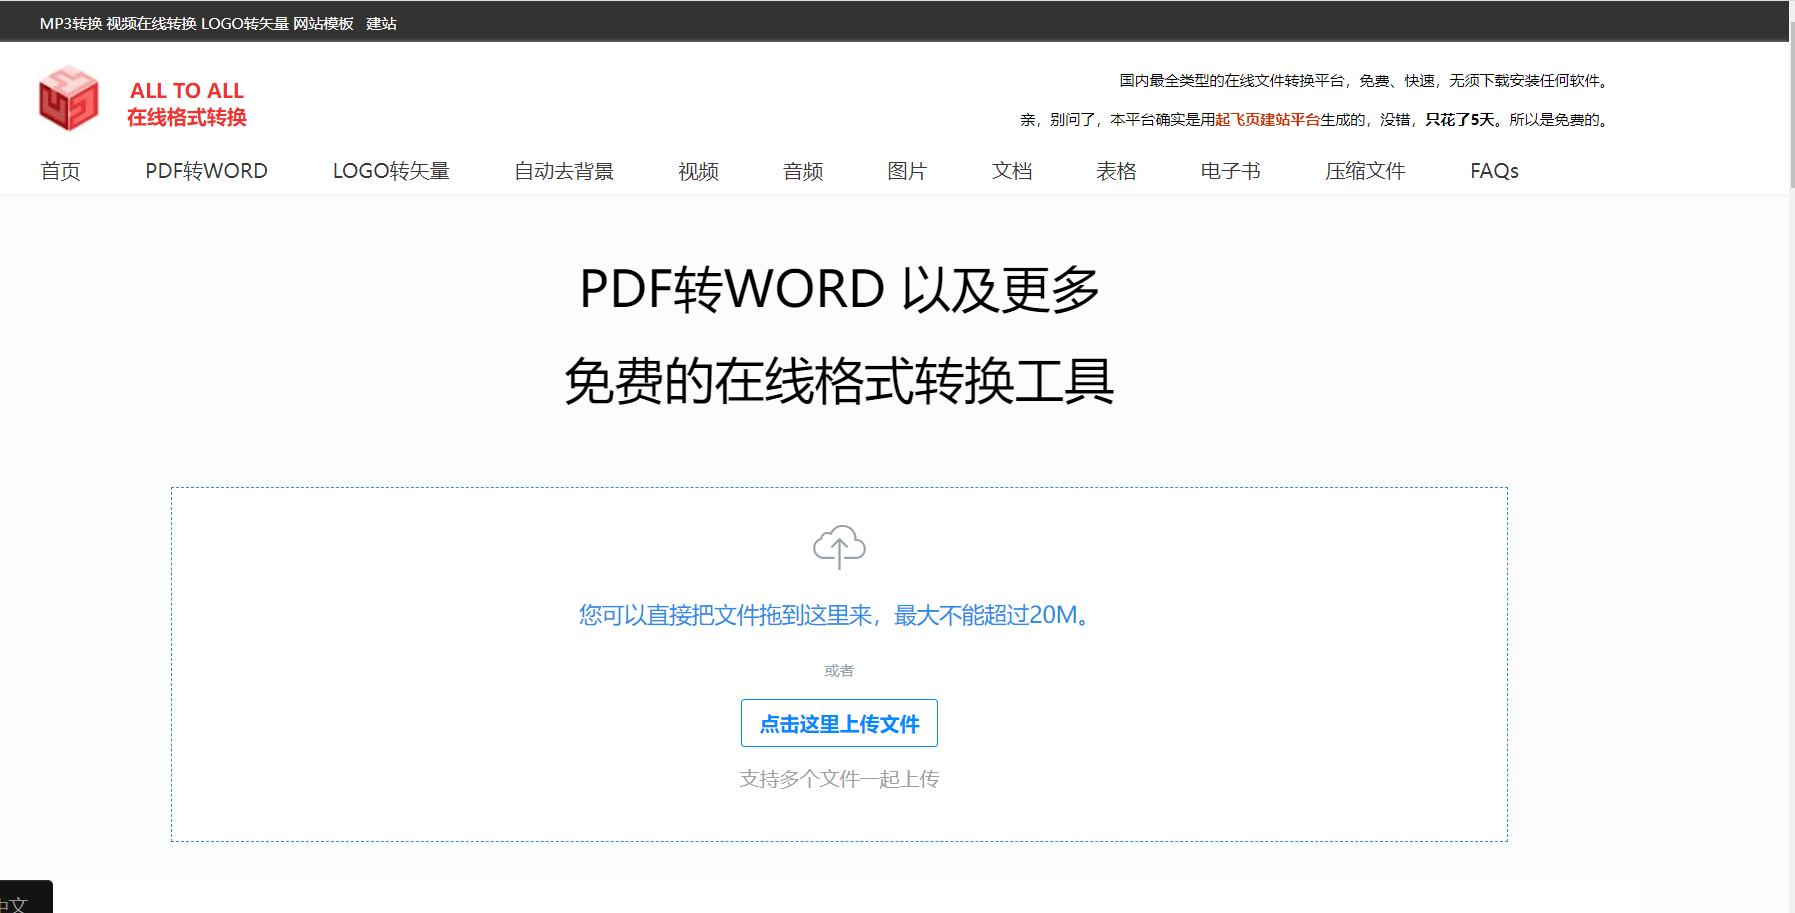 MP3转换 视频在线转换 LOGO转矢量 网站模板 建站
ALL TO ALL
在线格式转换
国内最全类型的在线文件转换平台，免费、快速，无须下载安装任何软件。
亲，别问了，本平台确实是用起飞页建站平台生成的，没错，只花了5天。所以是免费的。
首页 PDF转WORD LOGO转矢量 自动去背景 视频 音频 图片 文档 表格 电子书 压缩文件 FAQs
PDF转WORD 以及更多
免费的在线格式转换工具
您可以直接把文件拖到这里来，最大不能超过20M。
或者
点击这里上传文件
支持多个文件一起上传
中文